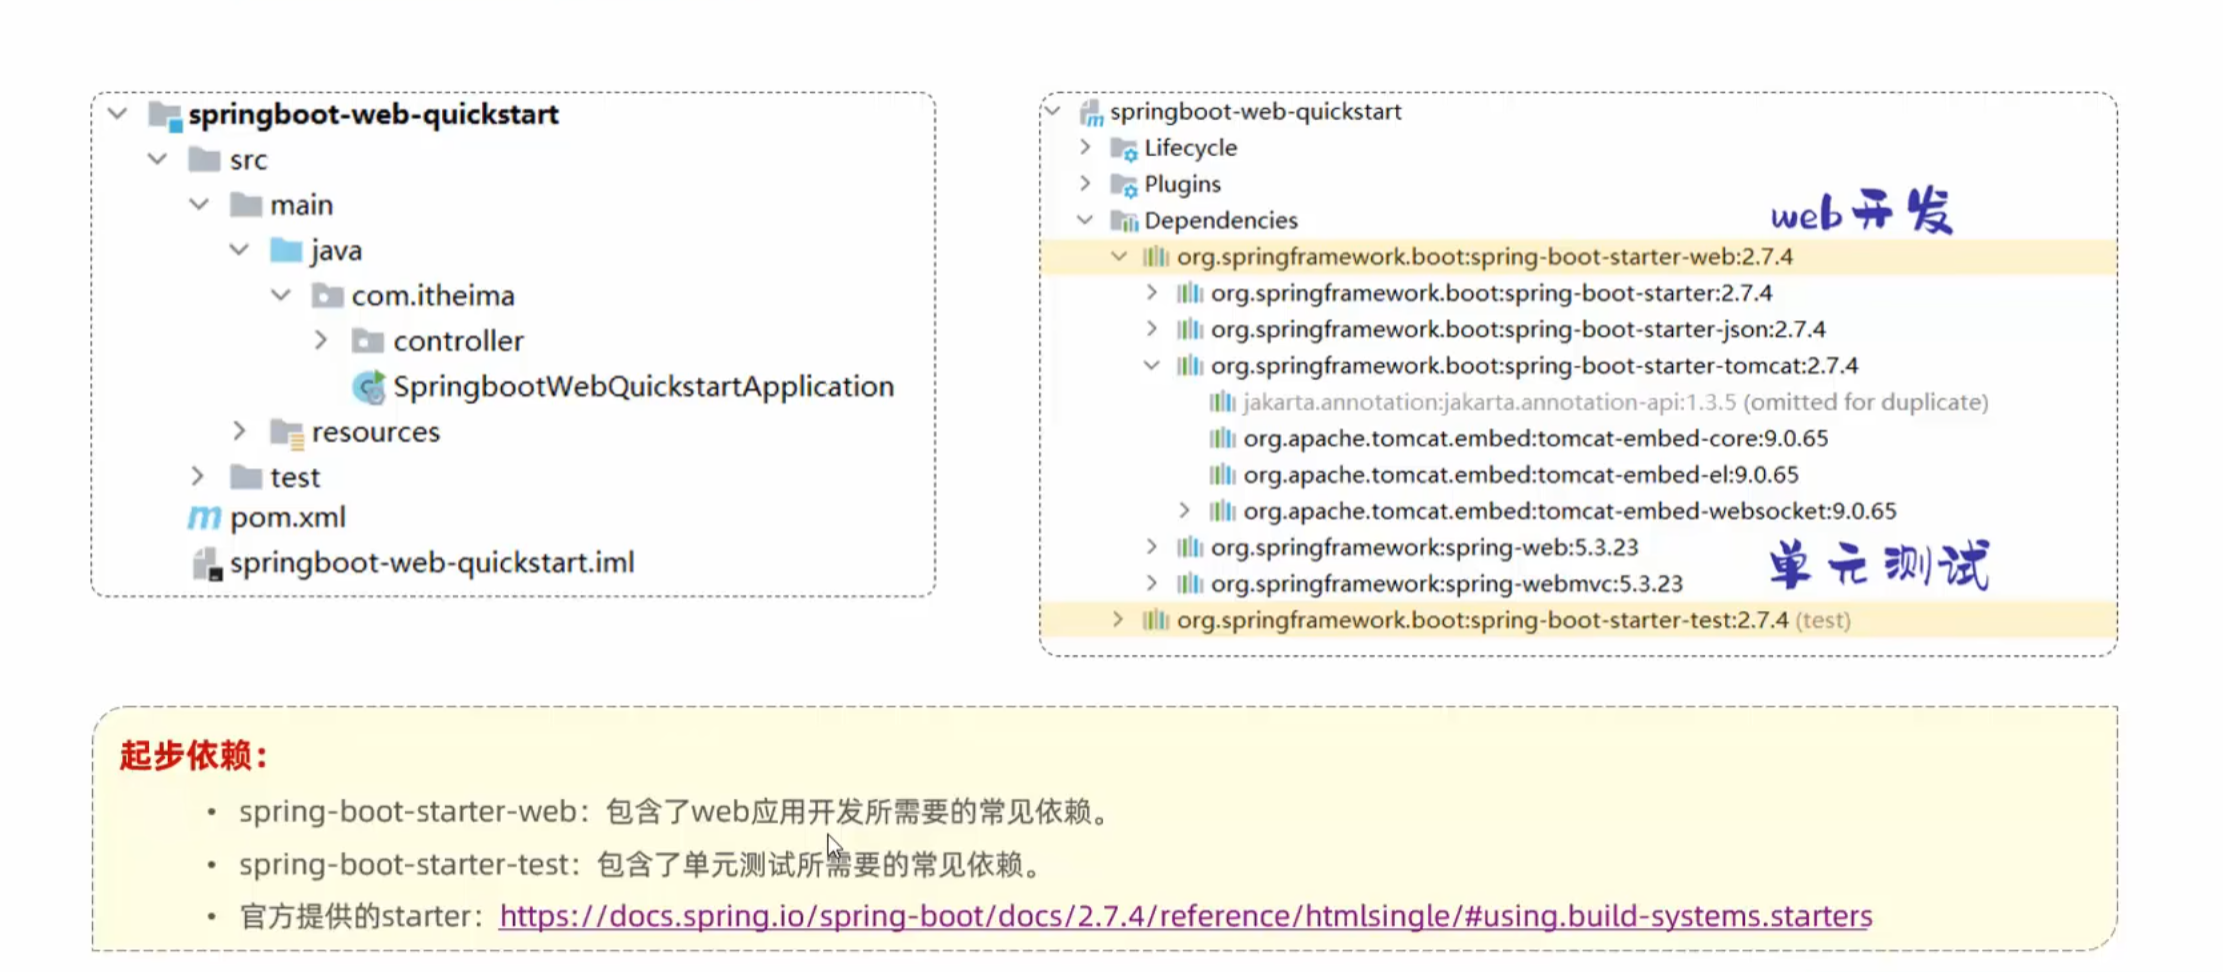 springboot-web-quickstart
src
main
java
com.itheima
controller
SpringbootWebQuickstartApplication
resources
test
pom.xml
springboot-web-quickstart.iml
springboot-web-quickstart
Lifecycle
Plugins
Dependencies
web开发
org.springframework.boot:spring-boot-starter-web:2.7.4
org.springframework.boot:spring-boot-starter:2.7.4
org.springframework.boot:spring-boot-starter-json:2.7.4
org.springframework.boot:spring-boot-starter-tomcat:2.7.4
jakarta.annotation:jakarta.annotation-api:1.3.5 (omitted for duplicate)
org.apache.tomcat.embed:tomcat-embed-core:9.0.65
org.apache.tomcat.embed:tomcat-embed-el:9.0.65
org.apache.tomcat.embed:tomcat-embed-websocket:9.0.65
org.springframework:spring-web:5.3.23
单元测试
org.springframework:spring-webmvc:5.3.23
org.springframework.boot:spring-boot-starter-test:2.7.4 (test)
起步依赖：
• spring-boot-starter-web：包含了web应用开发所需要的常见依赖。
• spring-boot-starter-test：包含了单元测试所需要的常见依赖。
• 官方提供的starter：https://docs.spring.io/spring-boot/docs/2.7.4/reference/htmlsingle/#using.build-systems.starters